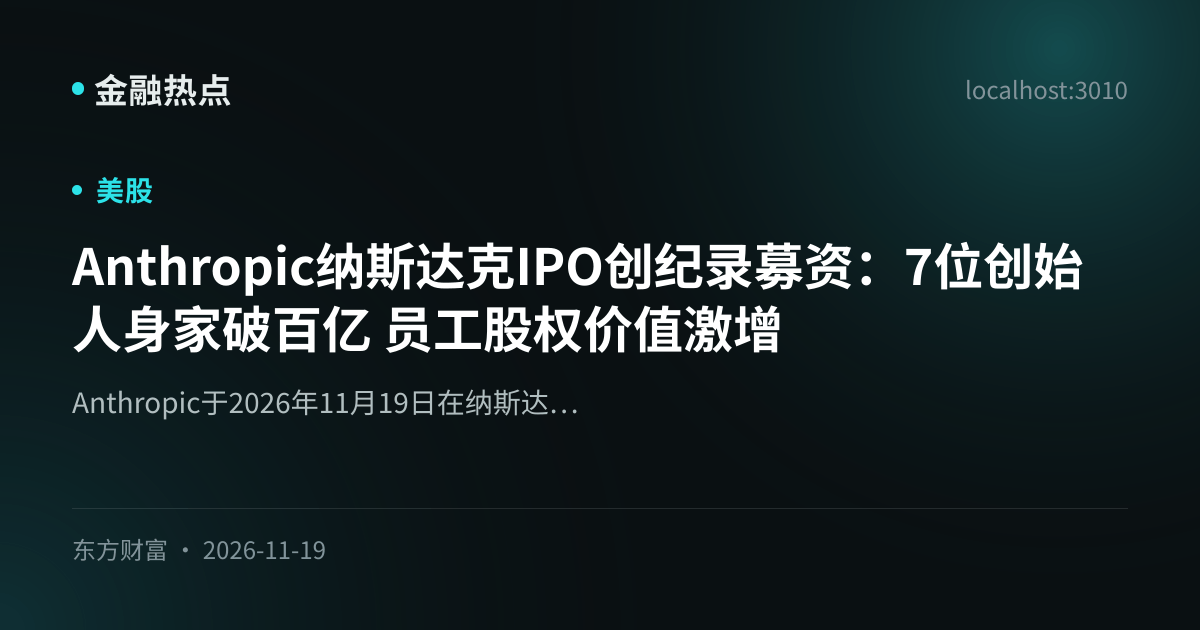 金融热点
localhost:3010
美股
Anthropic纳斯达克IPO创纪录募资：7位创始
人身家破百亿 员工股权价值激增
Anthropic于2026年11月19日在纳斯达…
东方财富 • 2026-11-19